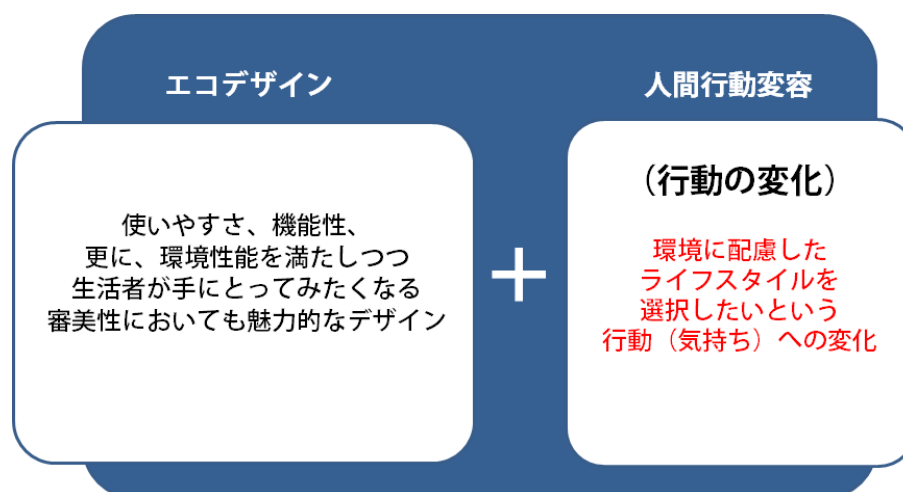 エコデザイン
使いやすさ、機能性、
更に、環境性能を満たしつつ
生活者が手にとってみたくなる
審美性においても魅力的なデザイン
＋
人間行動変容
（行動の変化）
環境に配慮した
ライフスタイルを
選択したいという
行動（気持ち）への変化